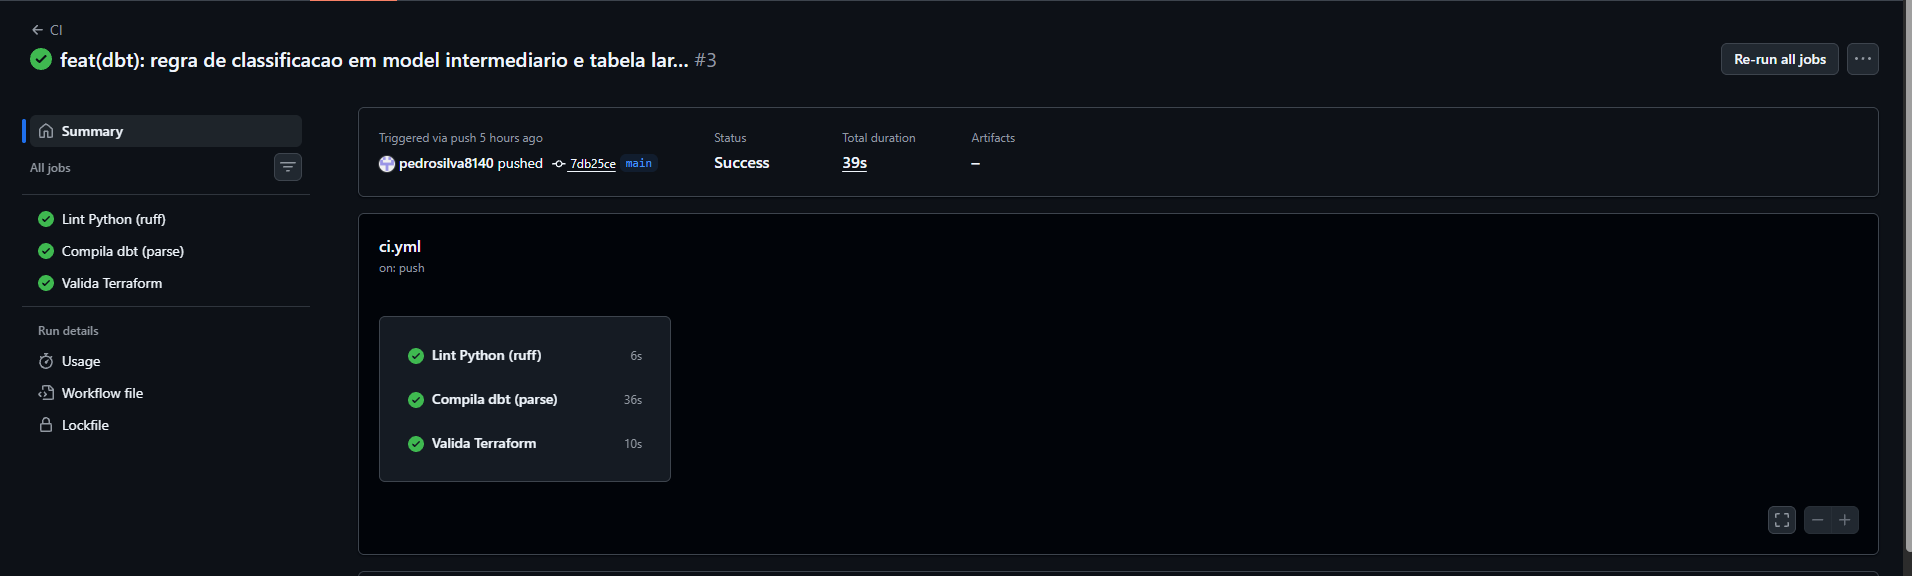 ← CI
feat(dbt): regra de classificacao em model intermediario e tabela lar... #3
Re-run all jobs
Summary
All jobs
Lint Python (ruff)
Compila dbt (parse)
Valida Terraform
Run details
Usage
Workflow file
Lockfile
Triggered via push 5 hours ago
pedrosilva8140 pushed 7db25ce main
Status
Success
Total duration
39s
Artifacts
–
ci.yml
on: push
Lint Python (ruff) 6s
Compila dbt (parse) 36s
Valida Terraform 10s